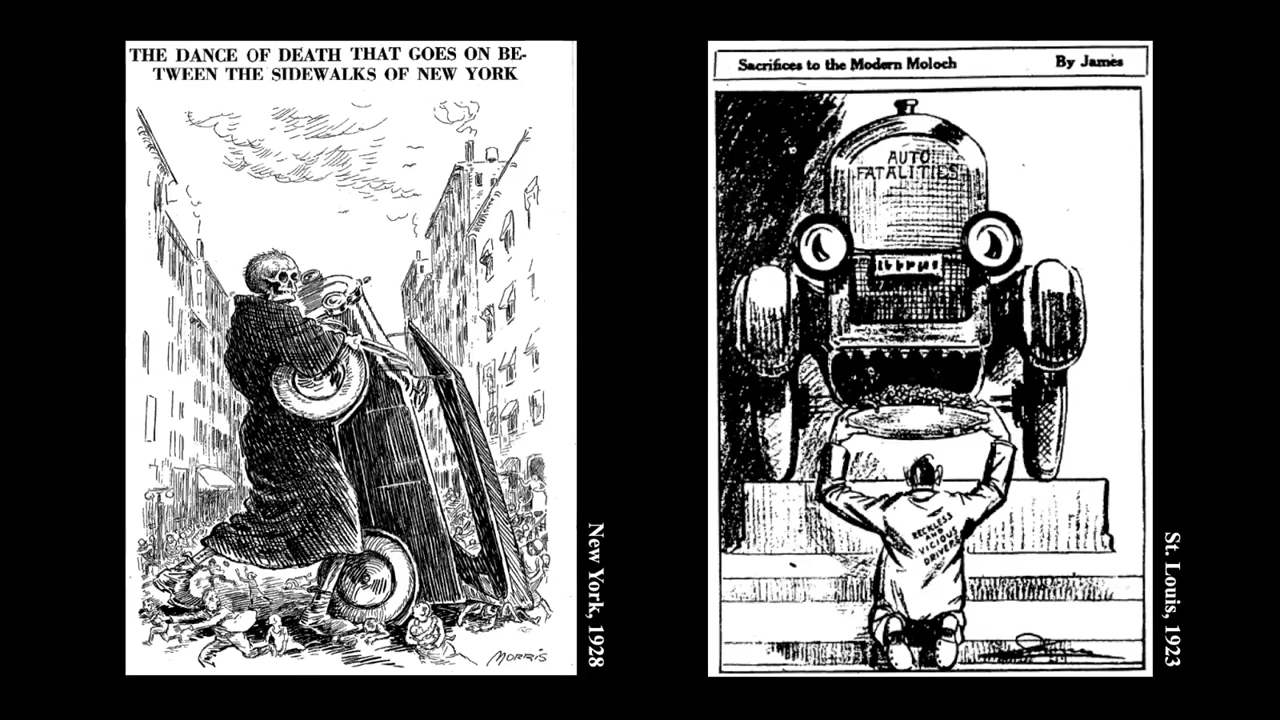 THE DANCE OF DEATH THAT GOES ON BE-
TWEEN THE SIDEWALKS OF NEW YORK
MORRIS
New York, 1928
Sacrifices to the Modern Moloch
By James
AUTO
FATALITIES
RECKLESS
AND
VICIOUS
DRIVERS
St. Louis, 1923